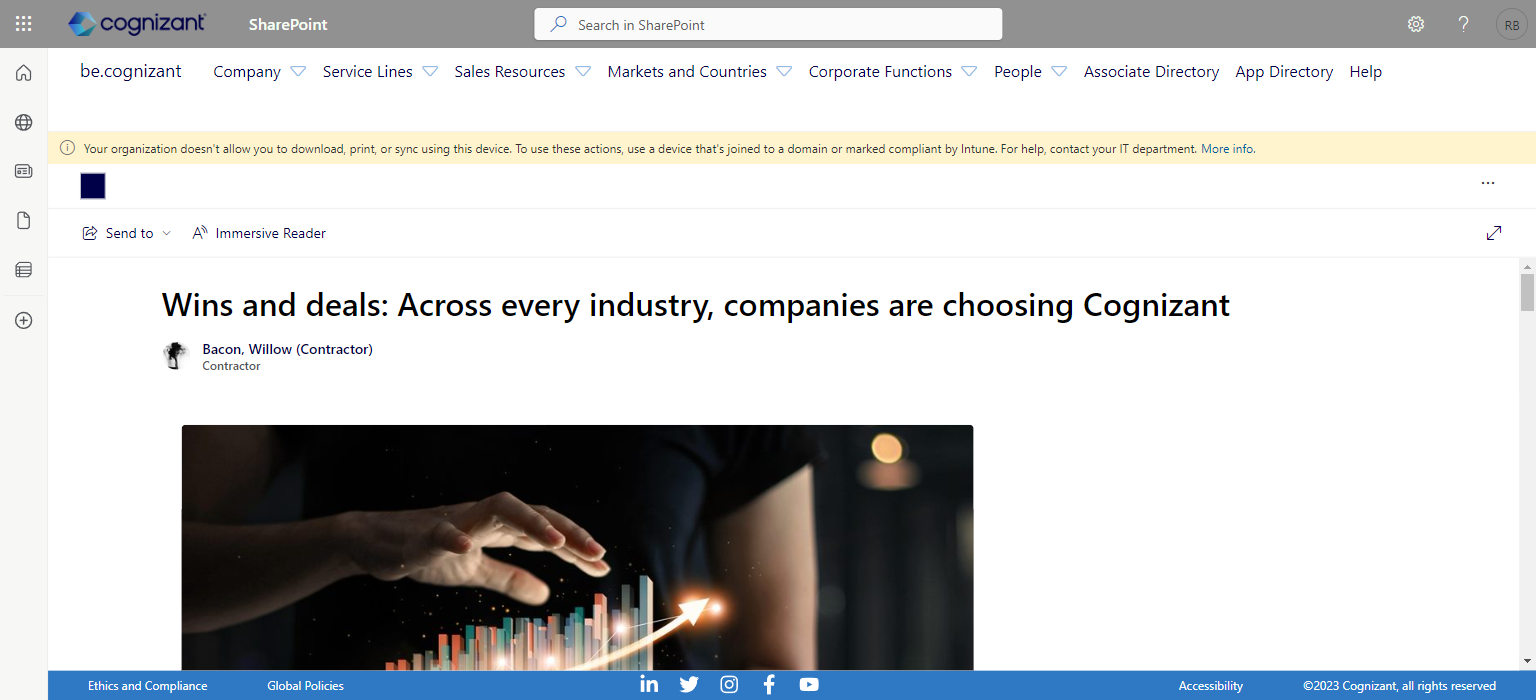 cognizant
SharePoint
Search in SharePoint
RB
be.cognizant
Company
Service Lines
Sales Resources
Markets and Countries
Corporate Functions
People
Associate Directory
App Directory
Help
Your organization doesn't allow you to download, print, or sync using this device. To use these actions, use a device that's joined to a domain or marked compliant by Intune. For help, contact your IT department. More info.
Send to
Immersive Reader
Wins and deals: Across every industry, companies are choosing Cognizant
Bacon, Willow (Contractor)
Contractor
Ethics and Compliance
Global Policies
Accessibility
©2023 Cognizant, all rights reserved